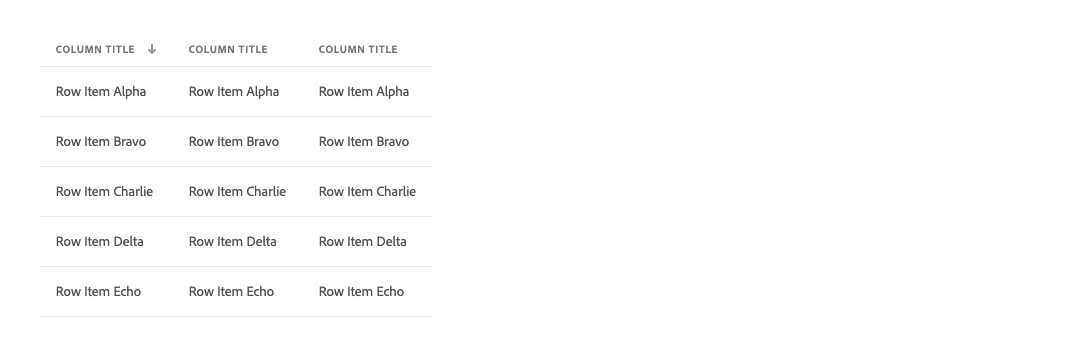 COLUMN TITLE COLUMN TITLE COLUMN TITLE
Row Item Alpha Row Item Alpha Row Item Alpha
Row Item Bravo Row Item Bravo Row Item Bravo
Row Item Charlie Row Item Charlie Row Item Charlie
Row Item Delta Row Item Delta Row Item Delta
Row Item Echo Row Item Echo Row Item Echo